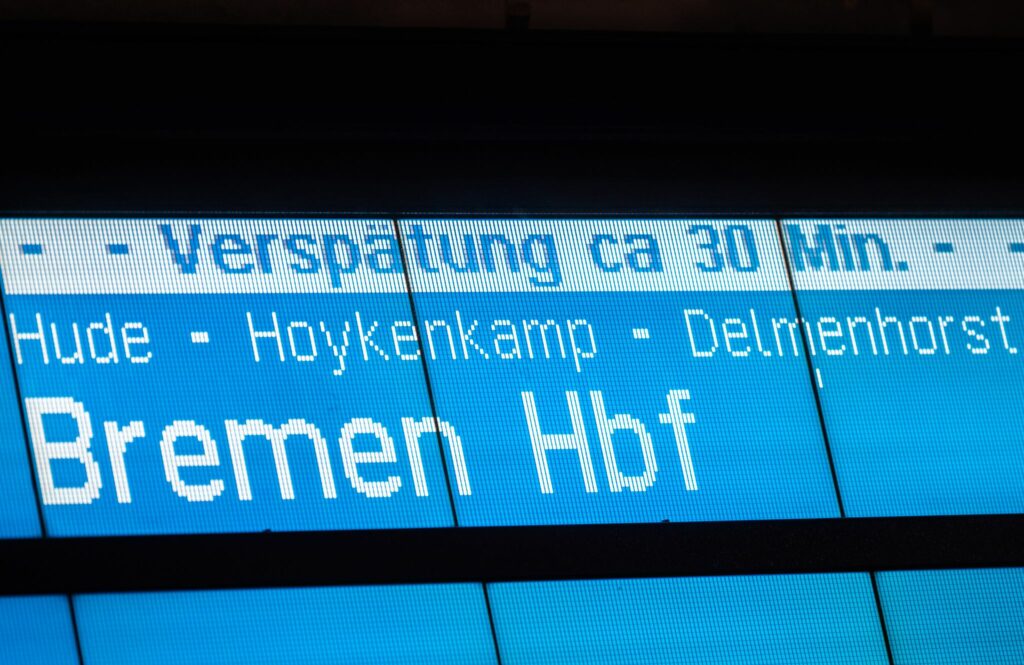 - - Verspätung ca 30 Min. - -
Hude - Hoykenkamp - Delmenhorst
Bremen Hbf